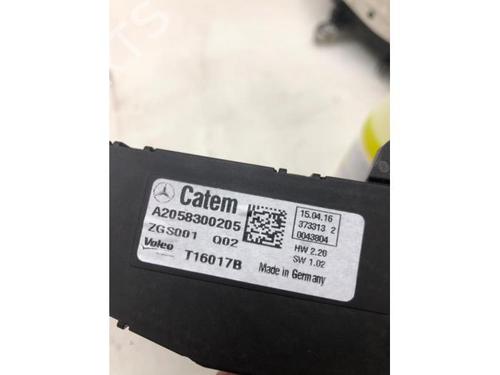 Catem
A2058300205
ZGS001 Q02
Valeo
T16017B
15.04.16
373313 2
0043804
HW 2.20
SW 1.02
Made in Germany